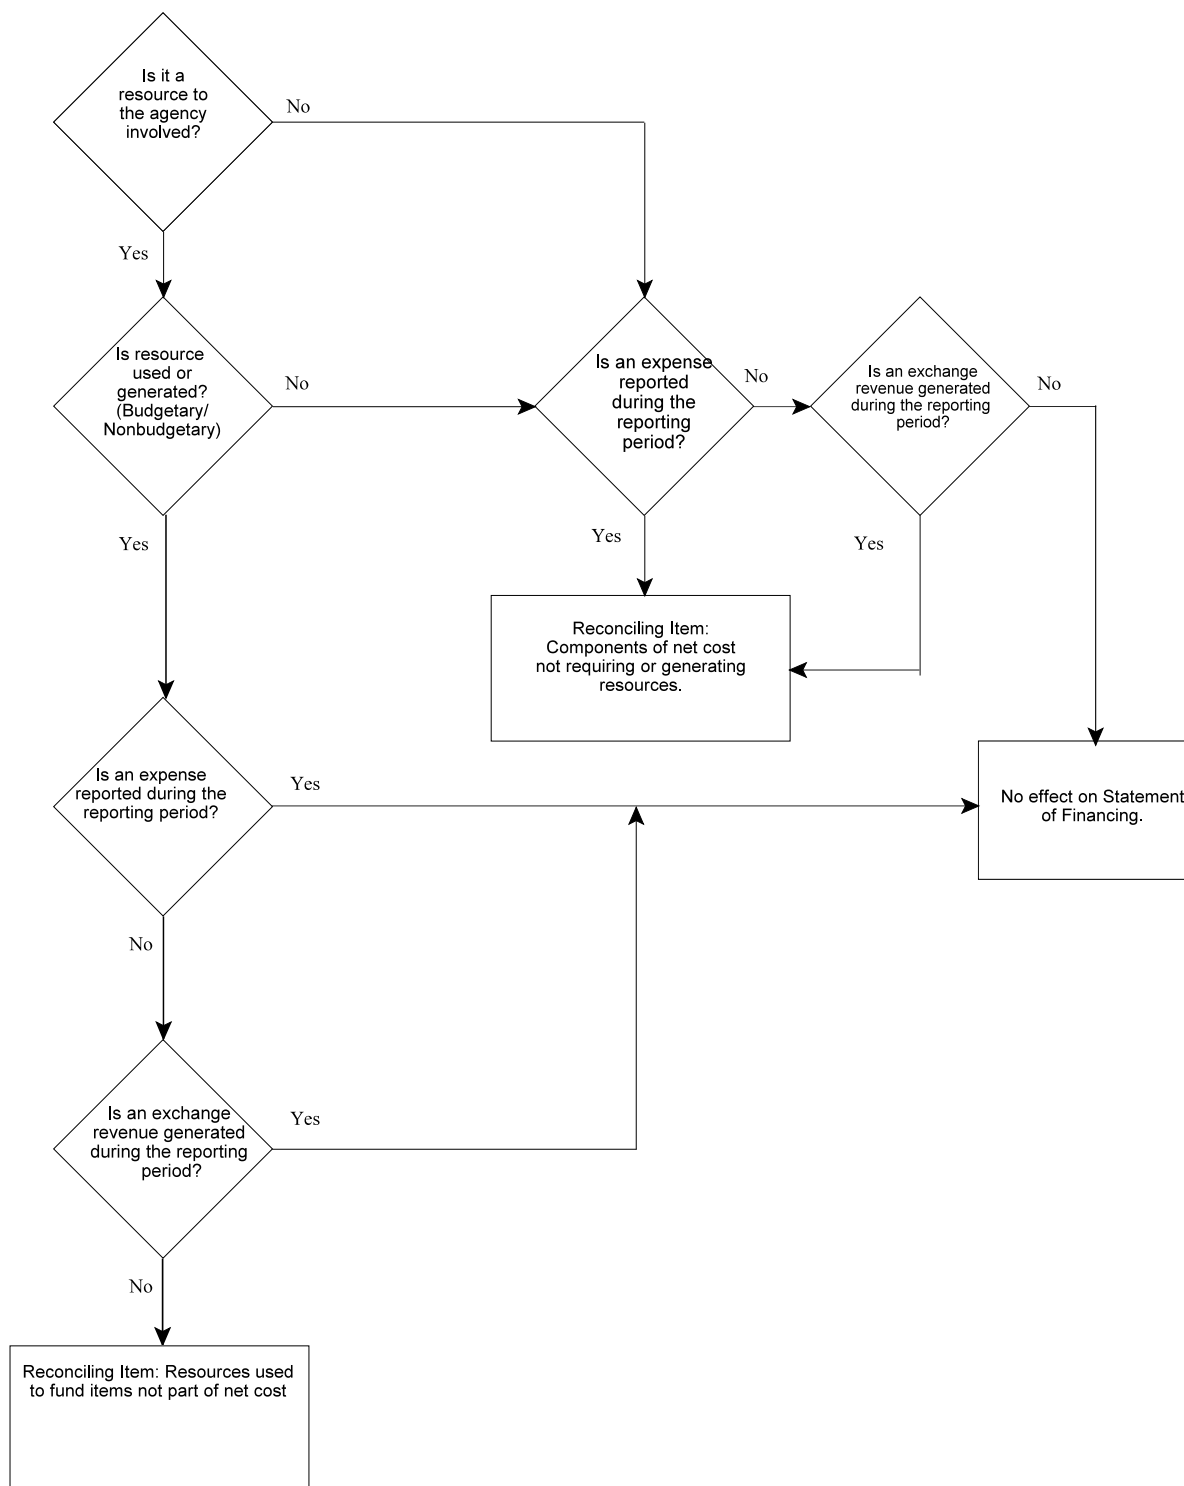 Is it a
resource to
the agency
involved?
No
Yes
Is resource
used or
generated?
(Budgetary/
Nonbudgetary)
No
Is an expense
reported
during the
reporting
period?
No
Is an exchange
revenue generated
during the reporting
period?
No
Yes
Yes
Yes
Reconciling Item:
Components of net cost
not requiring or generating
resources.
Is an expense
reported during the
reporting period?
Yes
No effect on Statement
of Financing.
No
Is an exchange
revenue generated
during the reporting
period?
Yes
No
Reconciling Item: Resources used
to fund items not part of net cost